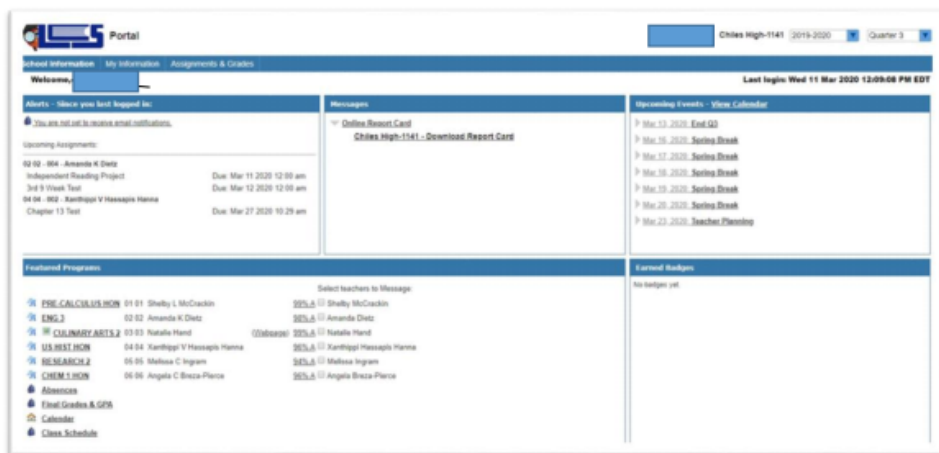 LCS Portal
Chiles High-1141 2019-2020 Quarter 3
School Information My Information Assignments & Grades
Welcome, Last login: Wed 11 Mar 2020 12:09:08 PM EDT
Alerts - Since you last logged in:
You are not set to receive email notifications.
Upcoming Assignments:
02 02 - 004 - Amanda K Dietz
Independent Reading Project Due: Mar 11 2020 12:00 am
3rd 9 Week Test Due: Mar 12 2020 12:00 am
04 04 - 002 - Xanthippi V Hassapis Hanna
Chapter 13 Test Due: Mar 27 2020 10:29 am
Messages
Online Report Card
Chiles High-1141 - Download Report Card
Upcoming Events - View Calendar
Mar 13, 2020: End Q3
Mar 16, 2020: Spring Break
Mar 17, 2020: Spring Break
Mar 18, 2020: Spring Break
Mar 19, 2020: Spring Break
Mar 20, 2020: Spring Break
Mar 23, 2020: Teacher Planning
Featured Programs
Select teachers to Message:
PRE-CALCULUS HON 01 01 Shelby L McCrackin 99% A Shelby McCrackin
ENG 3 02 02 Amanda K Dietz 98% A Amanda Dietz
CULINARY ARTS 2 03 03 Natalie Hand (Webpage) 99% A Natalie Hand
US HIST HON 04 04 Xanthippi V Hassapis Hanna 96% A Xanthippi Hassapis Hanna
RESEARCH 2 05 05 Melissa C Ingram 94% A Melissa Ingram
CHEM 1 HON 06 06 Angela C Breza-Pierce 96% A Angela Breza-Pierce
Absences
Final Grades & GPA
Calendar
Class Schedule
Earned Badges
No badges yet.